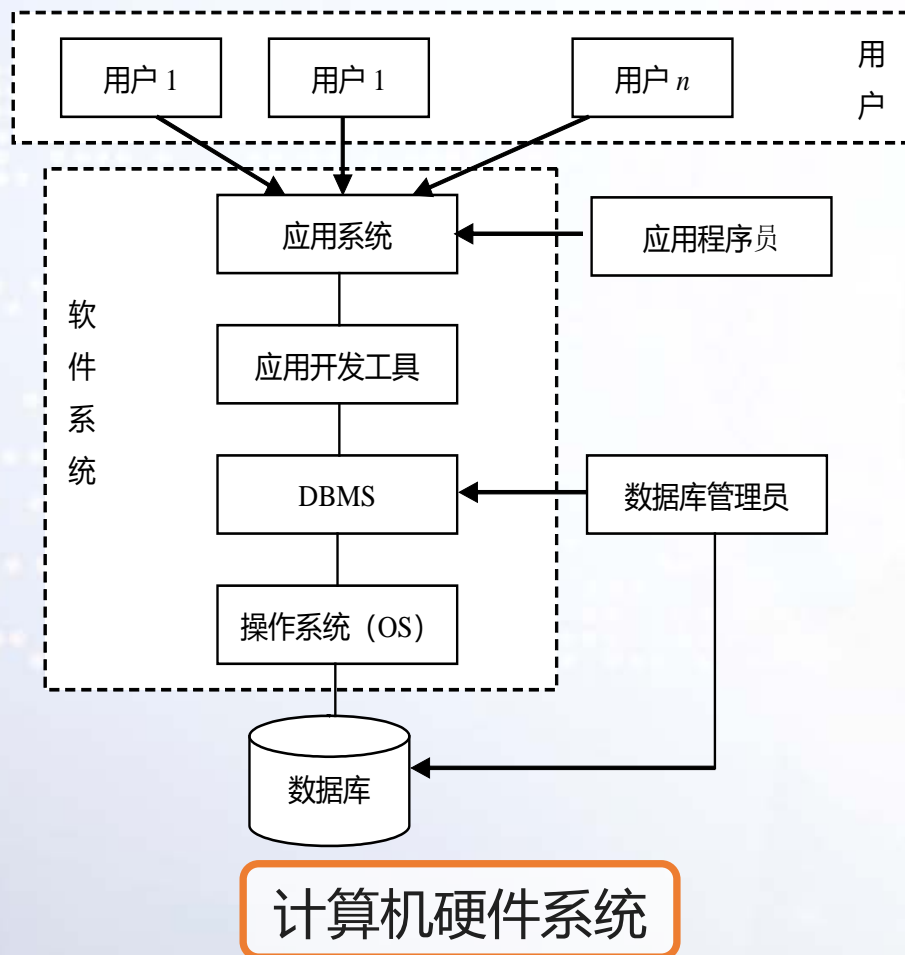 用户 1
用户 1
用户 n
用户
应用系统
应用程序员
软件系统
应用开发工具
DBMS
数据库管理员
操作系统（OS）
数据库
计算机硬件系统